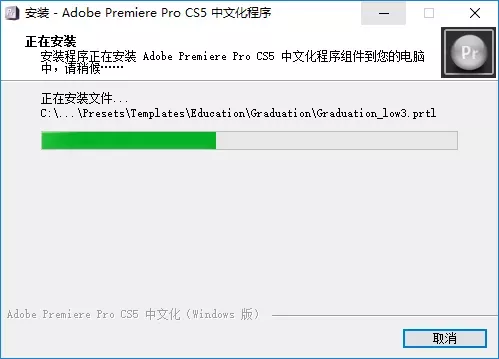 安装 - Adobe Premiere Pro CS5 中文化程序
正在安装
安装程序正在安装 Adobe Premiere Pro CS5 中文化程序组件到您的电脑
中，请稍候……
Pr
正在安装文件...
C:\...\Presets\Templates\Education\Graduation\Graduation_low3.prtl
Adobe Premiere Pro CS5 中文化（Windows 版）
取消